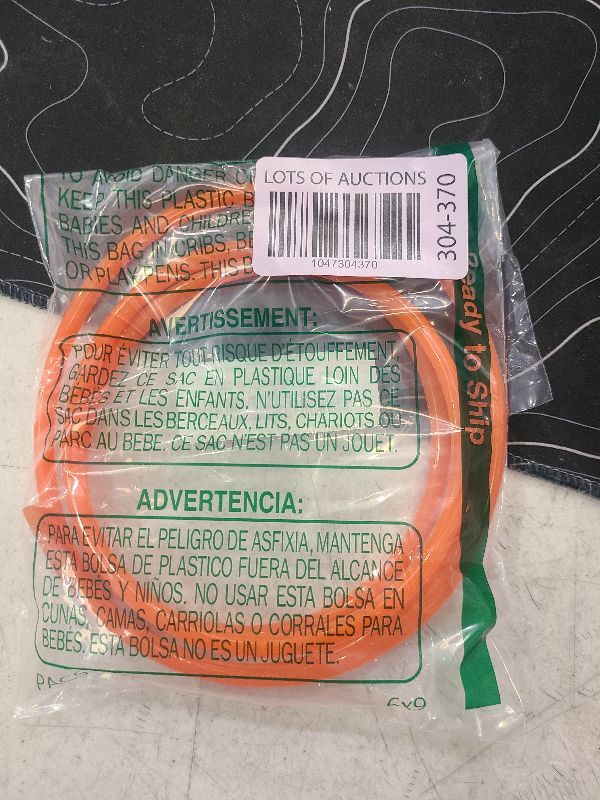 TO AVOID DANGER OF
KEEP THIS PLASTIC B
BABIES AND CHILDRE
THIS BAG IN CRIBS, BE
OR PLAY PENS. THIS B
LOTS OF AUCTIONS
1047304370
304-370
Ready to Ship
AVERTISSEMENT:
POUR ÉVITER TOUT RISQUE D'ÉTOUFFEMENT,
GARDEZ CE SAC EN PLASTIQUE LOIN DES
BEBES ET LES ENFANTS. N'UTILISEZ PAS CE
SAC DANS LES BERCEAUX, LITS, CHARIOTS OU
PARC AU BEBE. CE SAC N'EST PAS UN JOUET.
ADVERTENCIA:
PARA EVITAR EL PELIGRO DE ASFIXIA, MANTENGA
ESTA BOLSA DE PLASTICO FUERA DEL ALCANCE
DE BEBÉS Y NIÑOS. NO USAR ESTA BOLSA EN
CUNAS, CAMAS, CARRIOLAS O CORRALES PARA
BEBÉS. ESTA BOLSA NO ES UN JUGUETE.
6x9